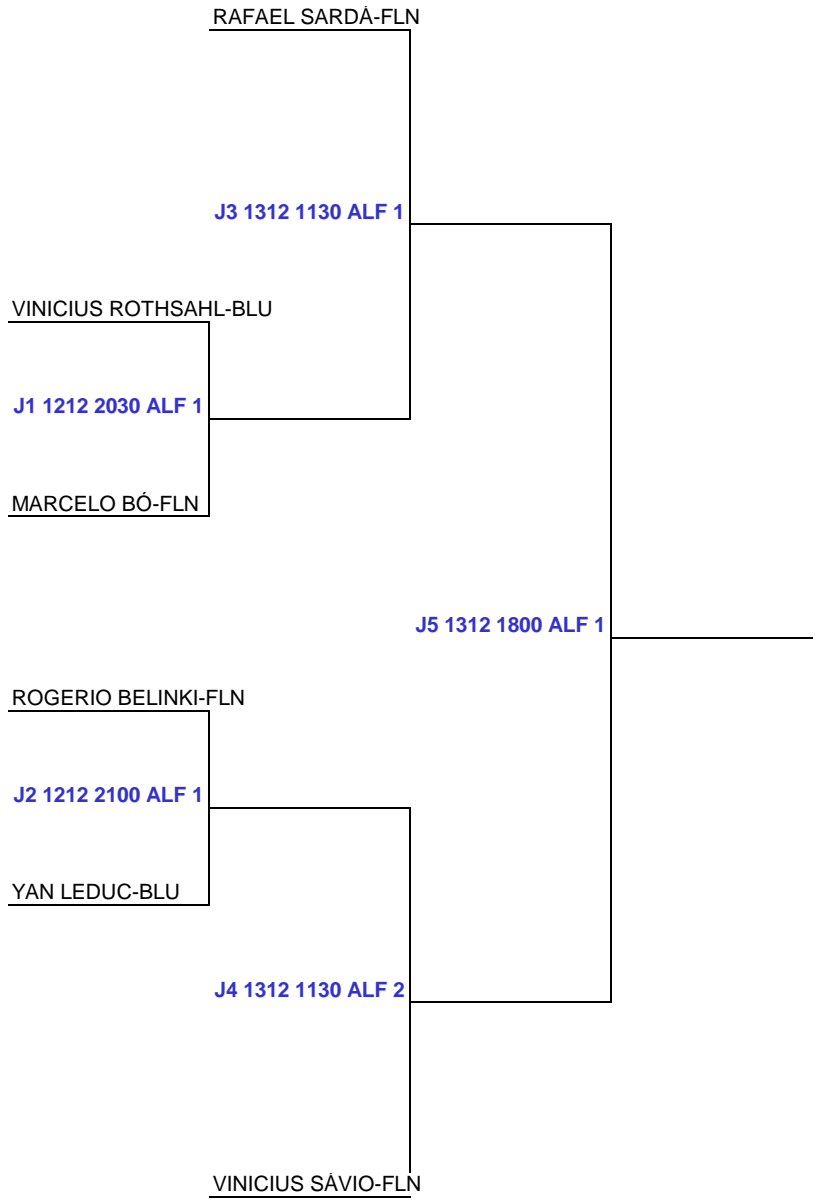 RAFAEL SARDÁ-FLN
J3 1312 1130 ALF 1
VINICIUS ROTHSAHL-BLU
J1 1212 2030 ALF 1
MARCELO BÓ-FLN
J5 1312 1800 ALF 1
ROGERIO BELINKI-FLN
J2 1212 2100 ALF 1
YAN LEDUC-BLU
J4 1312 1130 ALF 2
VINICIUS SÁVIO-FLN